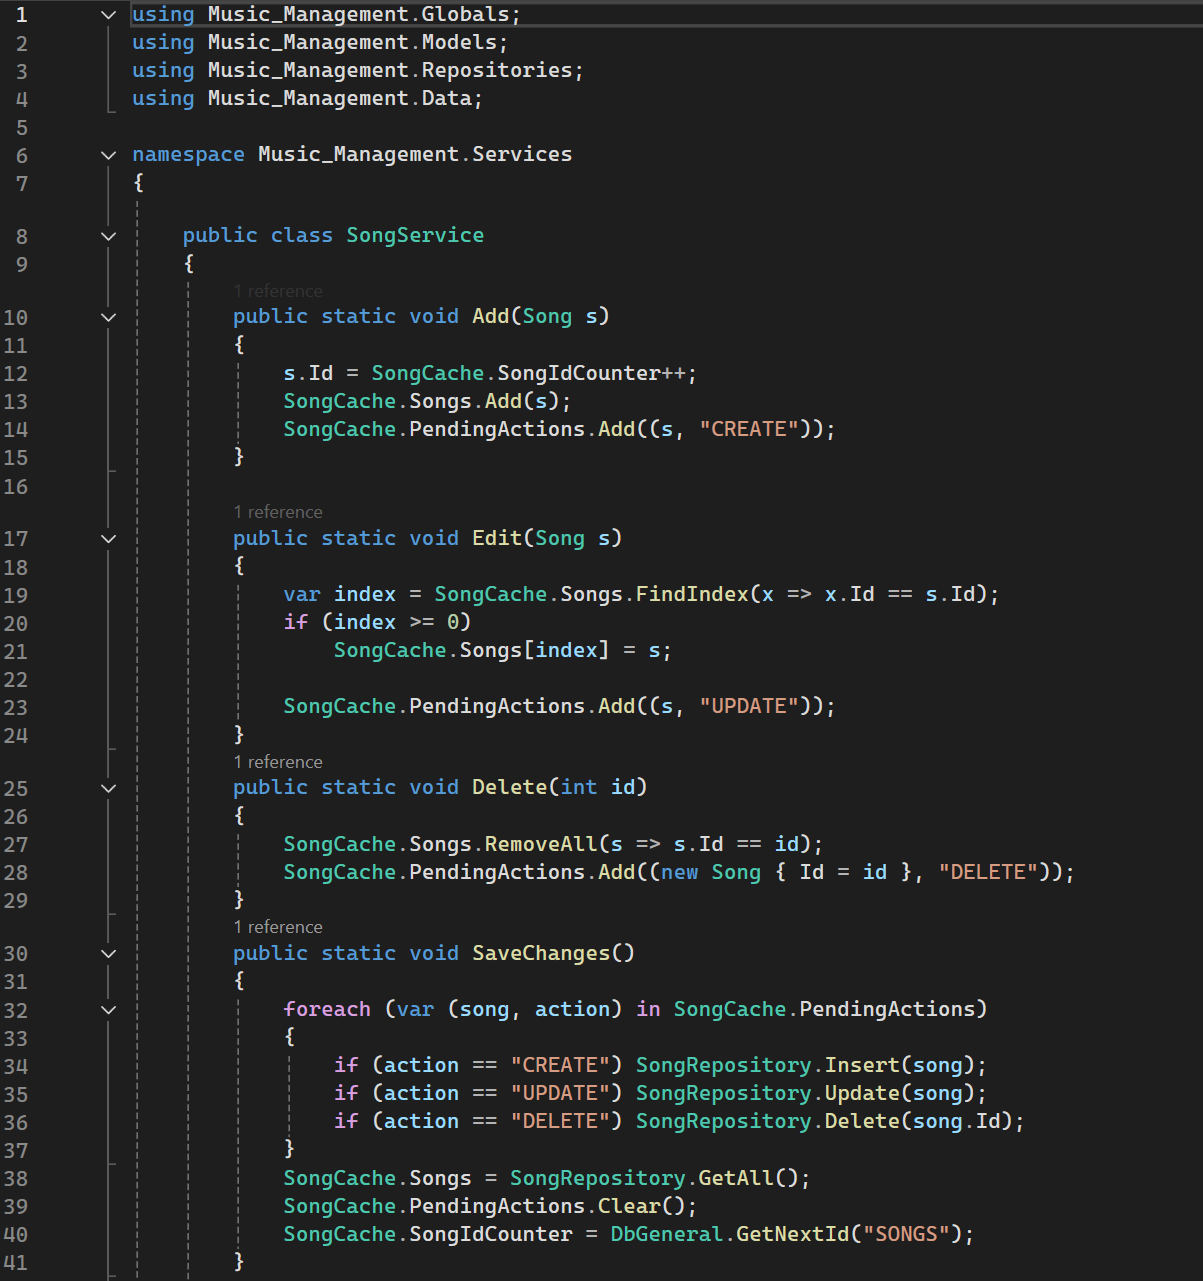 1 using Music_Management.Globals;
2 using Music_Management.Models;
3 using Music_Management.Repositories;
4 using Music_Management.Data;
5
6 namespace Music_Management.Services
7 {
8 public class SongService
9 {
1 reference
10 public static void Add(Song s)
11 {
12 s.Id = SongCache.SongIdCounter++;
13 SongCache.Songs.Add(s);
14 SongCache.PendingActions.Add((s, "CREATE"));
15 }
16
1 reference
17 public static void Edit(Song s)
18 {
19 var index = SongCache.Songs.FindIndex(x => x.Id == s.Id);
20 if (index >= 0)
21 SongCache.Songs[index] = s;
22
23 SongCache.PendingActions.Add((s, "UPDATE"));
24 }
1 reference
25 public static void Delete(int id)
26 {
27 SongCache.Songs.RemoveAll(s => s.Id == id);
28 SongCache.PendingActions.Add((new Song { Id = id }, "DELETE"));
29 }
1 reference
30 public static void SaveChanges()
31 {
32 foreach (var (song, action) in SongCache.PendingActions)
33 {
34 if (action == "CREATE") SongRepository.Insert(song);
35 if (action == "UPDATE") SongRepository.Update(song);
36 if (action == "DELETE") SongRepository.Delete(song.Id);
37 }
38 SongCache.Songs = SongRepository.GetAll();
39 SongCache.PendingActions.Clear();
40 SongCache.SongIdCounter = DbGeneral.GetNextId("SONGS");
41 }